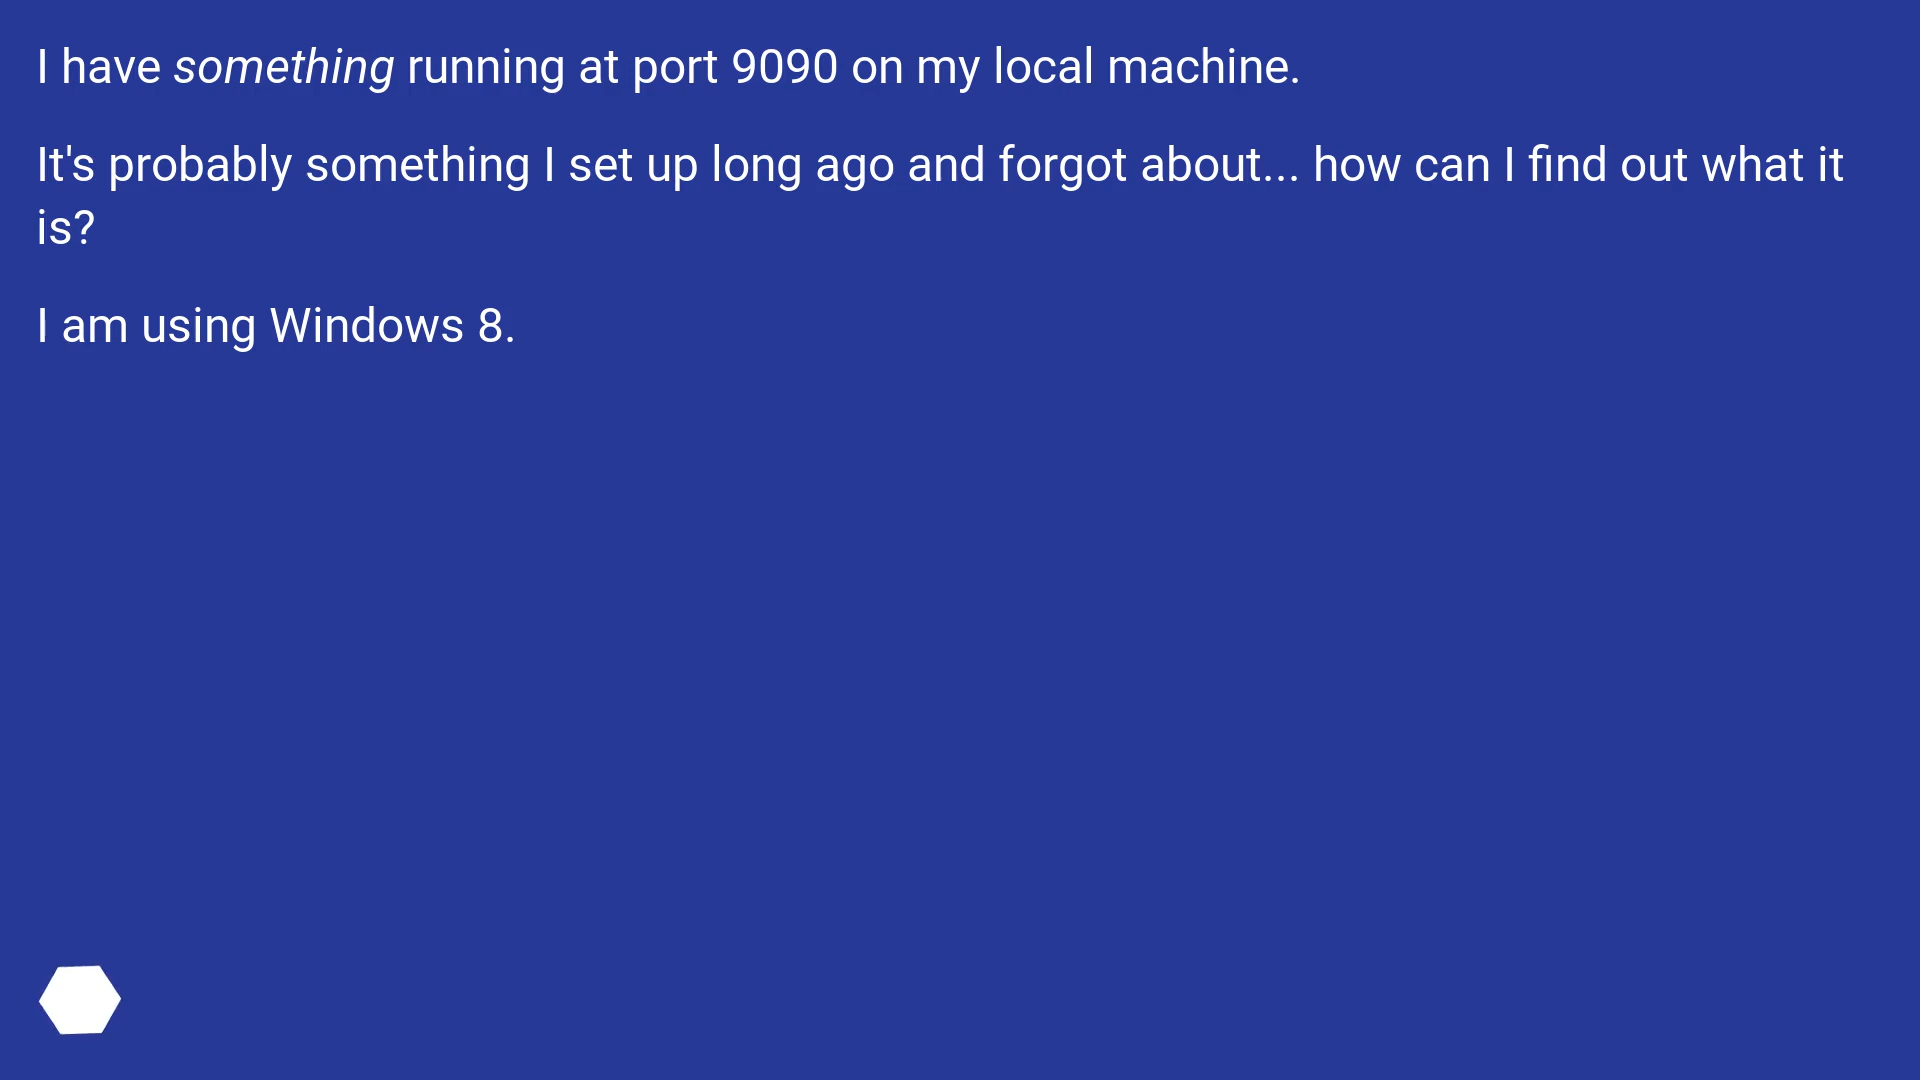 I have something running at port 9090 on my local machine.
It's probably something I set up long ago and forgot about... how can I find out what it
is?
I am using Windows 8.